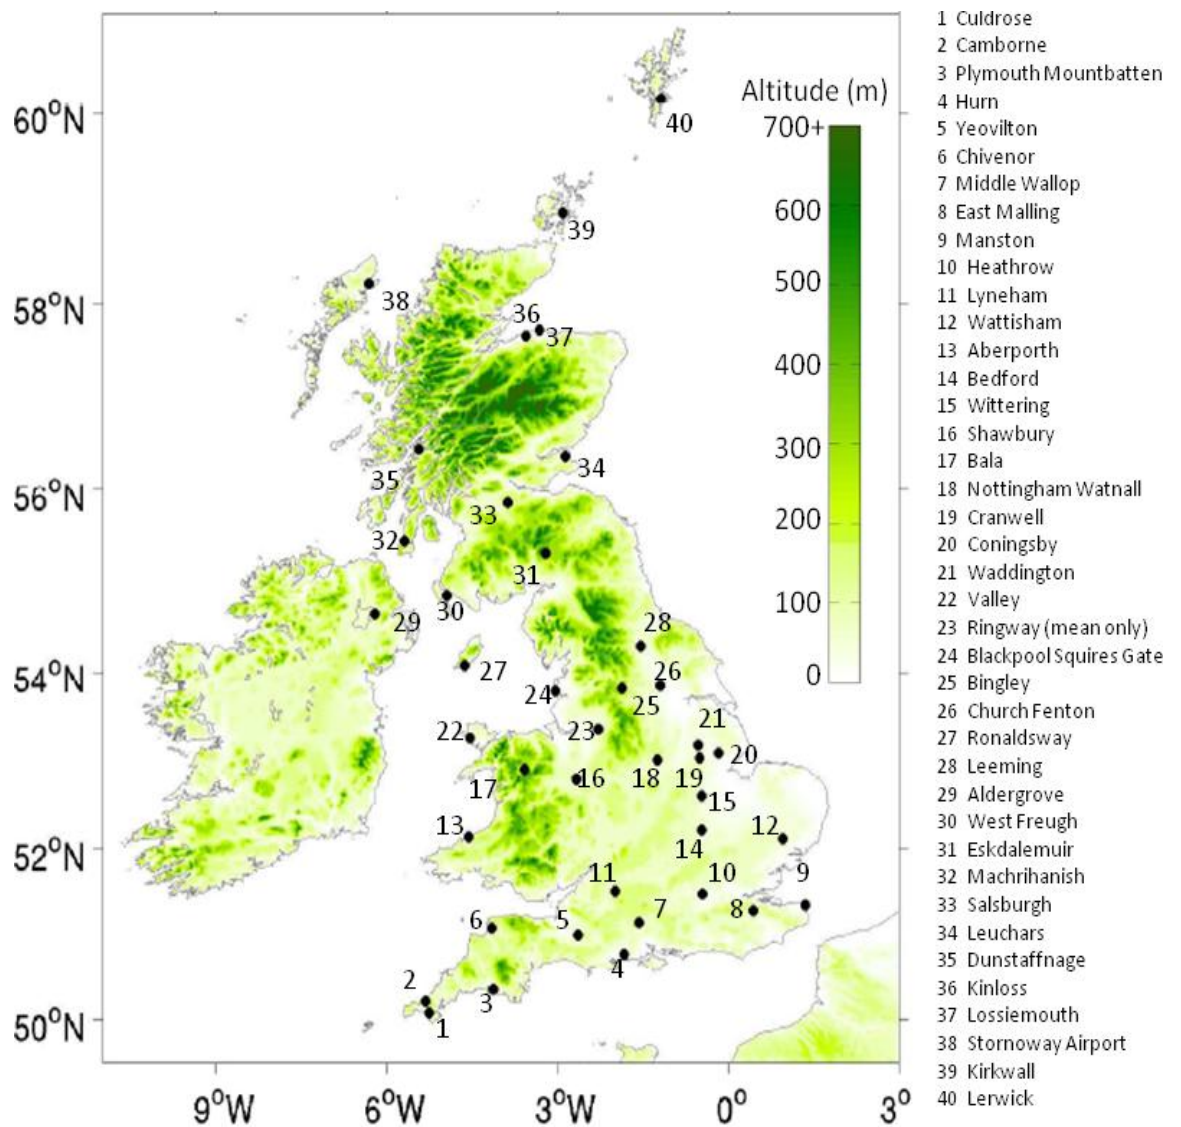 1 Culdrose
2 Camborne
3 Plymouth Mountbatten
4 Hurn
5 Yeovilton
6 Chivenor
7 Middle Wallop
8 East Malling
9 Manston
10 Heathrow
11 Lyneham
12 Wattisham
13 Aberporth
14 Bedford
15 Wittering
16 Shawbury
17 Bala
18 Nottingham Watnall
19 Cranwell
20 Coningsby
21 Waddington
22 Valley
23 Ringway (mean only)
24 Blackpool Squires Gate
25 Bingley
26 Church Fenton
27 Ronaldsway
28 Leeming
29 Aldergrove
30 West Freugh
31 Eskdalemuir
32 Machrihanish
33 Salsburgh
34 Leuchars
35 Dunstaffnage
36 Kinloss
37 Lossiemouth
38 Stornoway Airport
39 Kirkwall
40 Lerwick
Altitude (m)
700+
600
500
400
300
200
100
0
60°N
58°N
56°N
54°N
52°N
50°N
9°W
6°W
3°W
0°
3°
40
39
38
36
37
35
34
33
32
31
30
29
28
27
26
25
24
23
22
21
20
19
18
17
16
15
14
13
12
11
10
9
8
7
6
5
4
3
2
1